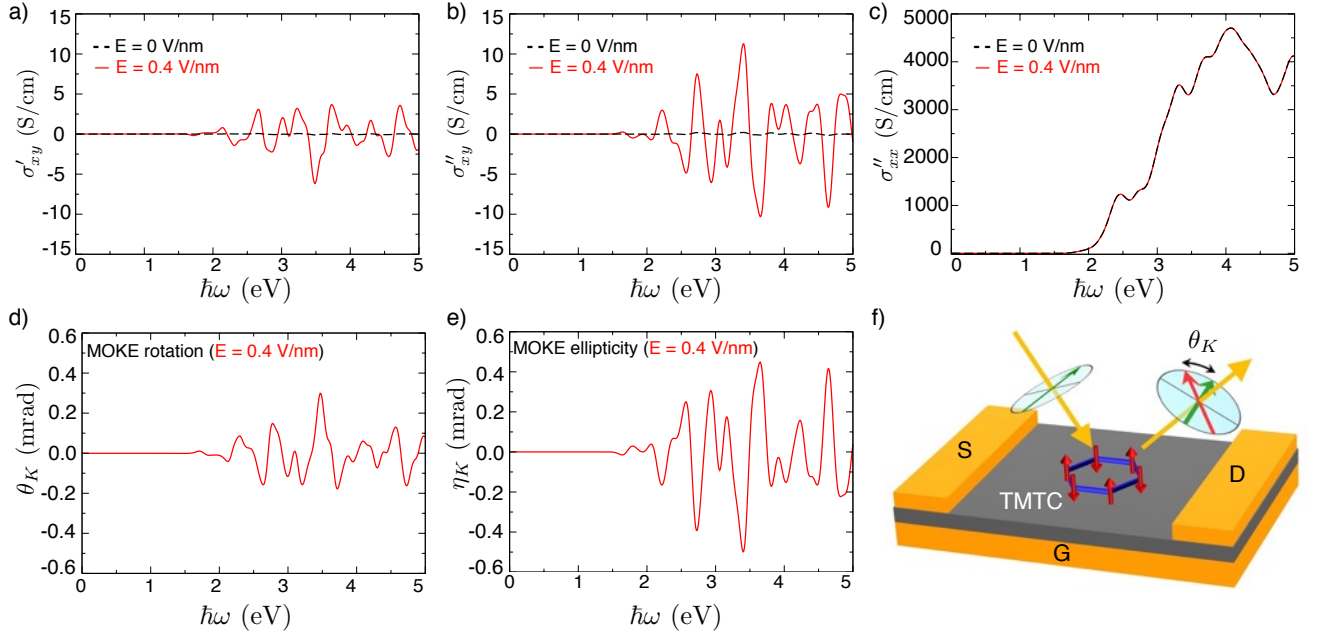 a)
15
10
5
0
-5
-10
-15
σ′xy (S/cm)
E = 0 V/nm
E = 0.4 V/nm
0 1 2 3 4 5
ℏω (eV)
b)
15
10
5
0
-5
-10
-15
σ″xy (S/cm)
E = 0 V/nm
E = 0.4 V/nm
0 1 2 3 4 5
ℏω (eV)
c)
5000
4000
3000
2000
1000
0
σ″xx (S/cm)
E = 0 V/nm
E = 0.4 V/nm
0 1 2 3 4 5
ℏω (eV)
d)
0.6
0.4
0.2
0.0
-0.2
-0.4
-0.6
θK (mrad)
MOKE rotation (E = 0.4 V/nm)
0 1 2 3 4 5
ℏω (eV)
e)
0.6
0.4
0.2
0.0
-0.2
-0.4
-0.6
ηK (mrad)
MOKE ellipticity (E = 0.4 V/nm)
0 1 2 3 4 5
ℏω (eV)
f)
θK
S
D
TMTC
G